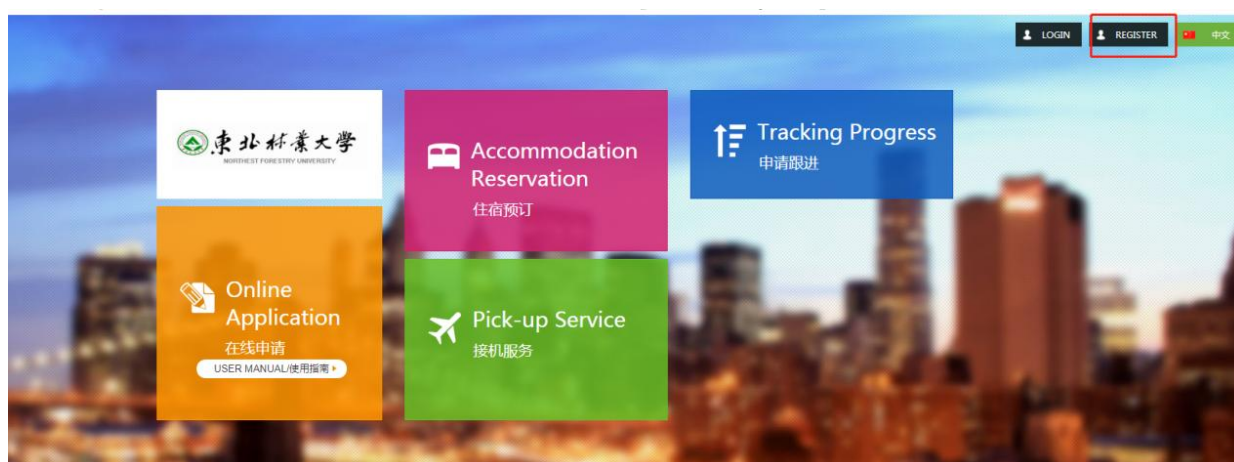 LOGIN
REGISTER
中文
東北林業大學
NORTHEST FORESTRY UNIVERSITY
Accommodation
Reservation
住宿预订
Tracking Progress
申请跟进
Online
Application
在线申请
USER MANUAL/使用指南
Pick-up Service
接机服务